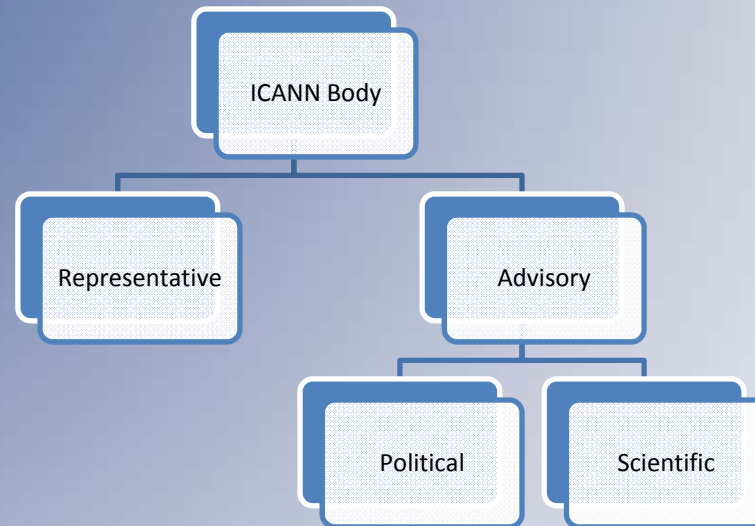 ICANN Body
Representative
Advisory
Political
Scientific